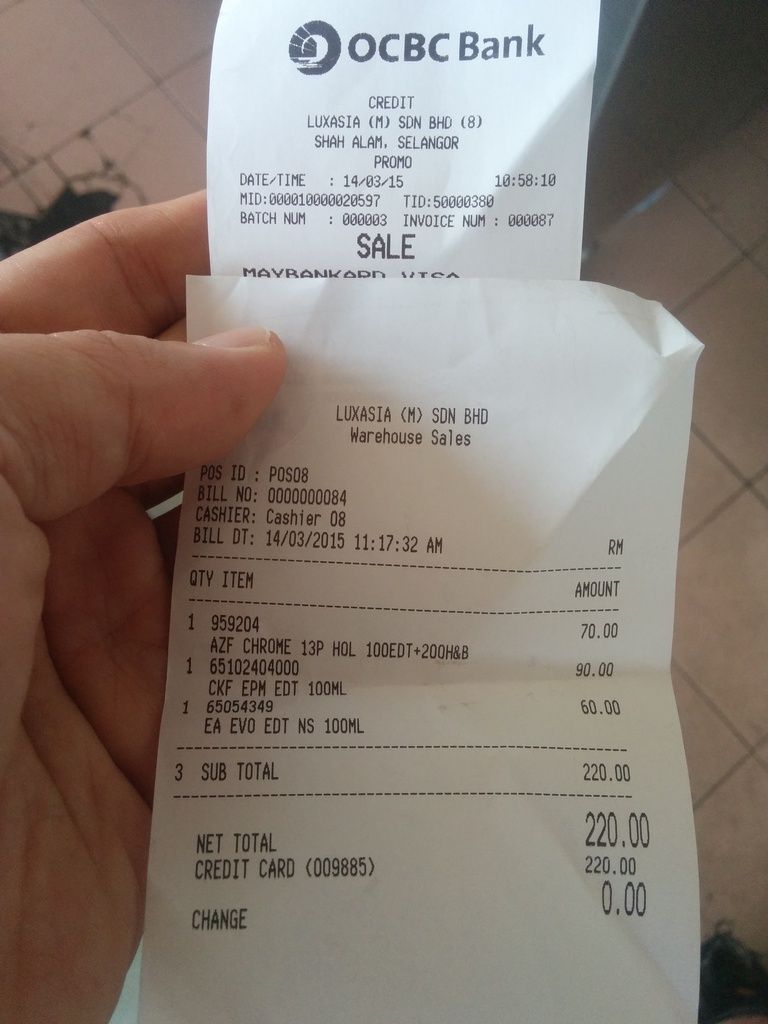 OCBC Bank
CREDIT
LUXASIA (M) SDN BHD (8)
SHAH ALAM, SELANGOR
PROMO
DATE/TIME : 14/03/15 10:58:10
MID:000010000020597 TID:50000380
BATCH NUM : 000003 INVOICE NUM : 000087
SALE
MAYBANKARD VISA
LUXASIA (M) SDN BHD
Warehouse Sales
POS ID : POS08
BILL NO: 0000000084
CASHIER: Cashier 08
BILL DT: 14/03/2015 11:17:32 AM RM
QTY ITEM AMOUNT
1 959204 70.00
AZF CHROME 13P HOL 100EDT+200H&B
1 65102404000 90.00
CKF EPM EDT 100ML
1 65054349 60.00
EA EVO EDT NS 100ML
3 SUB TOTAL 220.00
NET TOTAL 220.00
CREDIT CARD (009885) 220.00
CHANGE 0.00